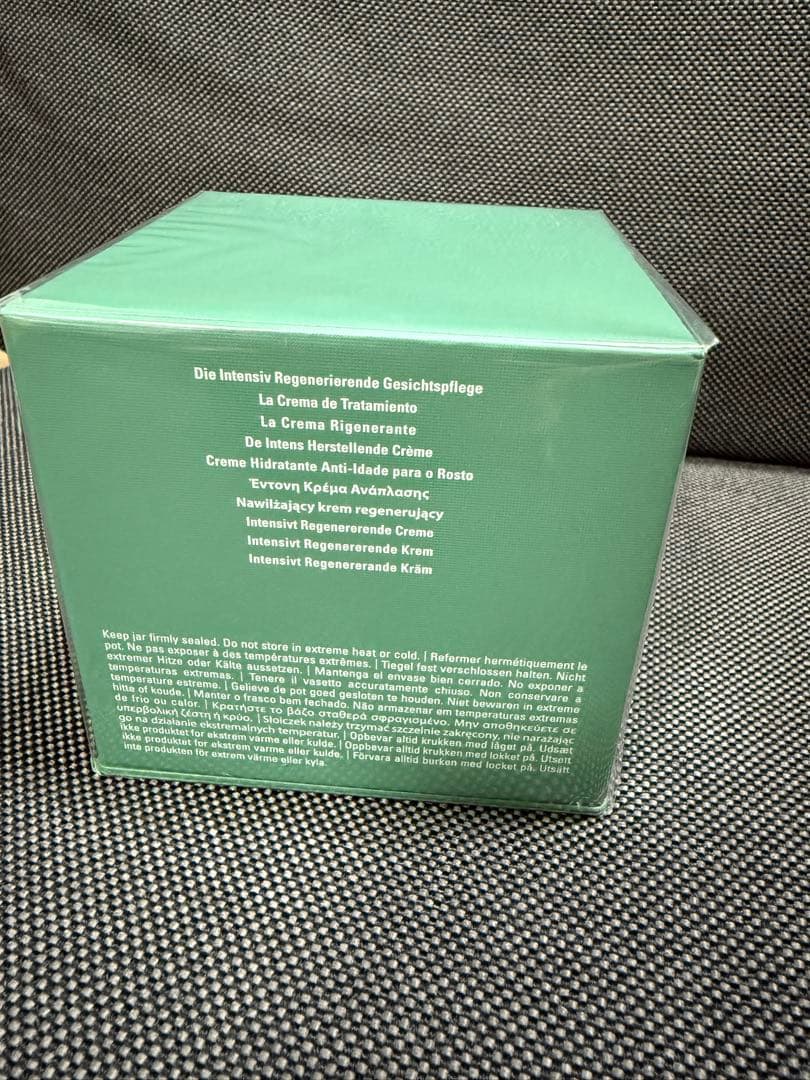 Die Intensiv Regenerierende Gesichtspflege
La Crema de Tratamiento
La Crema Rigenerante
De Intens Herstellende Crème
Creme Hidratante Anti-Idade para o Rosto
Έντονη Κρέμα Ανάπλασης
Nawilżający krem regenerujący
Intensivt Regenererende Creme
Intensivt Regenererende Krem
Intensivt Regenererande Kräm
Keep jar firmly sealed. Do not store in extreme heat or cold. | Refermer hermétiquement le
pot. Ne pas exposer à des températures extrêmes. | Tiegel fest verschlossen halten. Nicht
extremer Hitze oder Kälte aussetzen. | Mantenga el envase bien cerrado. No exponer a
temperaturas extremas. | Tenere il vasetto accuratamente chiuso. Non conservare a
temperature estreme. | Gelieve de pot goed gesloten te houden. Niet bewaren in extreme
hitte of koude. | Manter o frasco bem fechado. Não armazenar em temperaturas extremas
de frio ou calor. | Κρατήστε το βάζο σταθερά σφραγισμένο. Μην αποθηκεύετε σε
υπερβολική ζέστη ή κρύο. | Słoiczek należy trzymać szczelnie zakręcony, nie narażając
go na działanie ekstremalnych temperatur. | Opbevar altid krukken med låget på. Udsæt
ikke produktet for ekstrem varme eller kulde. | Oppbevar alltid krukken med lokket på. Utsett
ikke produktet for ekstrem varme eller kulde. | Förvara alltid burken med locket på. Utsätt
inte produkten för extrem värme eller kyla.